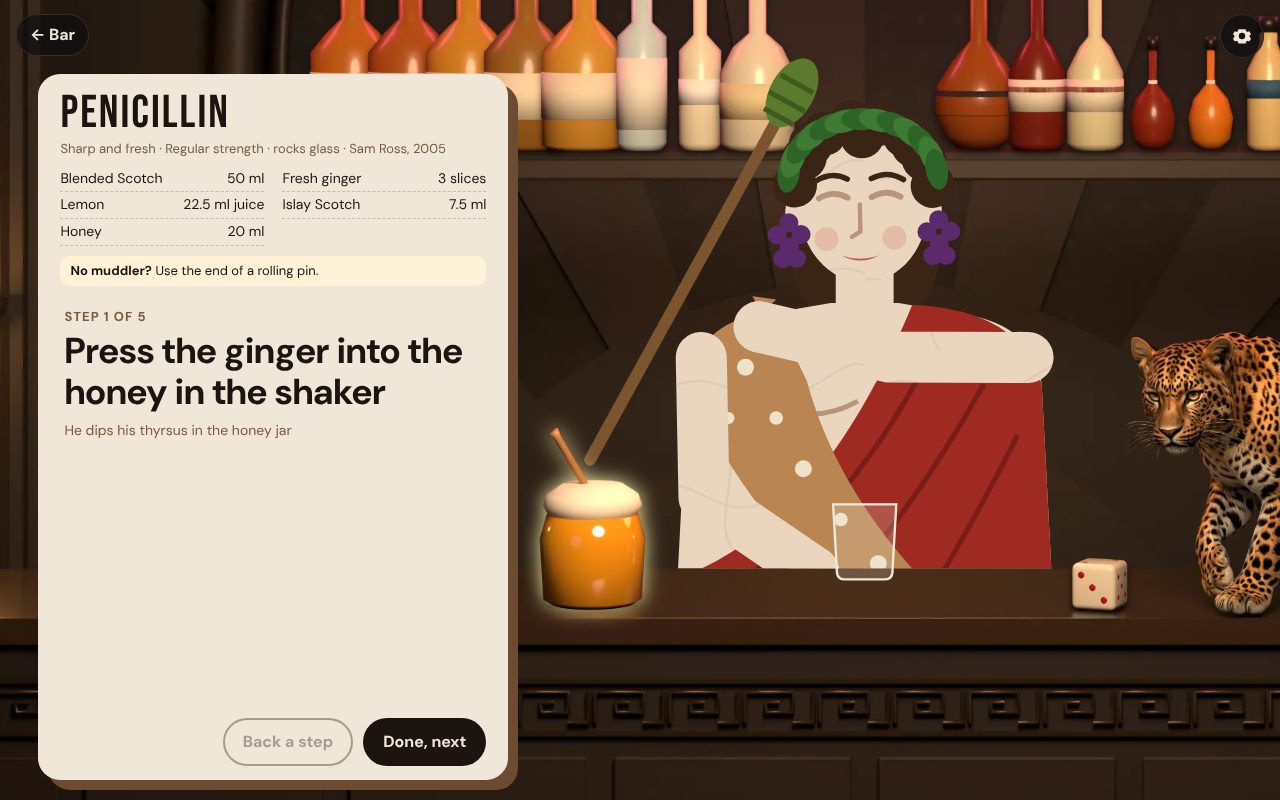 ← Bar
PENICILLIN
Sharp and fresh · Regular strength · rocks glass · Sam Ross, 2005
Blended Scotch 50 ml
Fresh ginger 3 slices
Lemon 22.5 ml juice
Islay Scotch 7.5 ml
Honey 20 ml
No muddler? Use the end of a rolling pin.
STEP 1 OF 5
Press the ginger into the
honey in the shaker
He dips his thyrsus in the honey jar
Back a step
Done, next